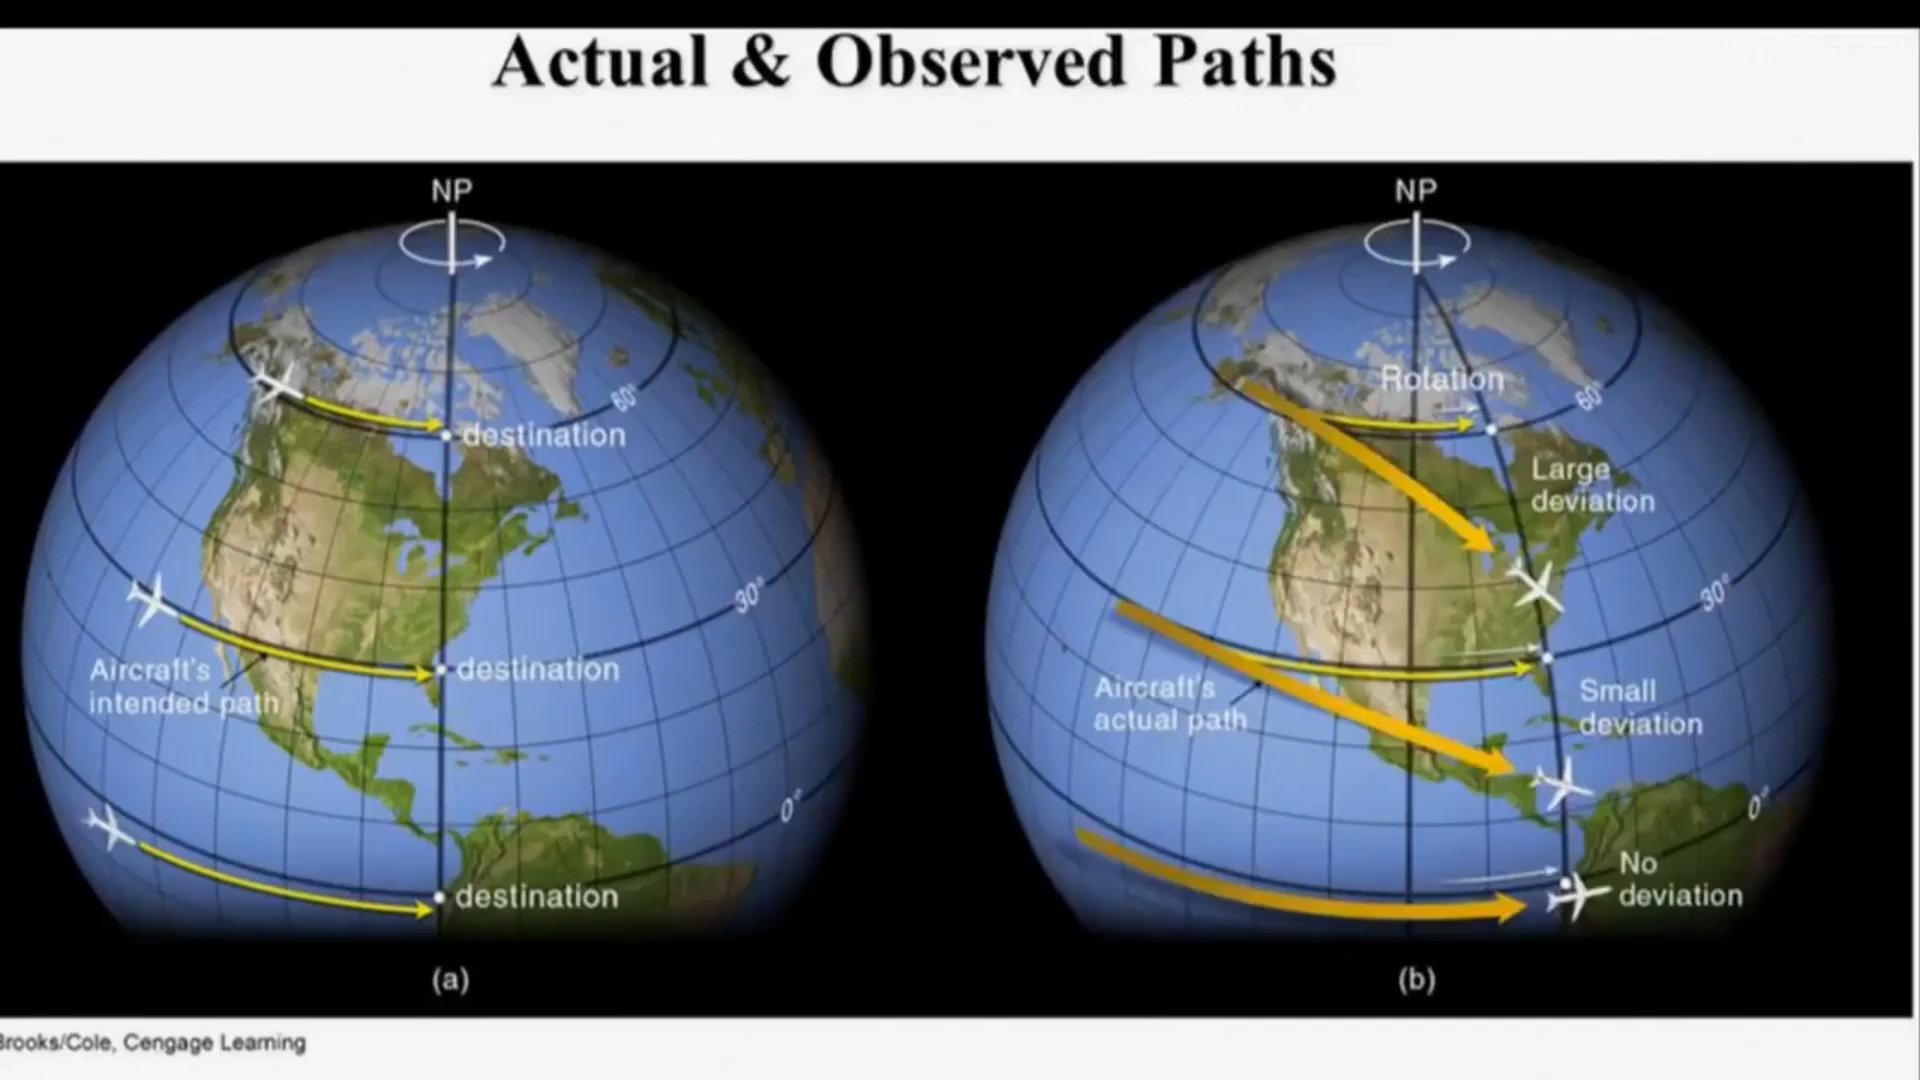 Actual & Observed Paths
NP
60°
destination
30°
Aircraft's
intended path
destination
0°
destination
(a)
NP
Rotation
60°
Large
deviation
30°
Aircraft's
actual path
Small
deviation
0°
No
deviation
(b)
Brooks/Cole, Cengage Learning